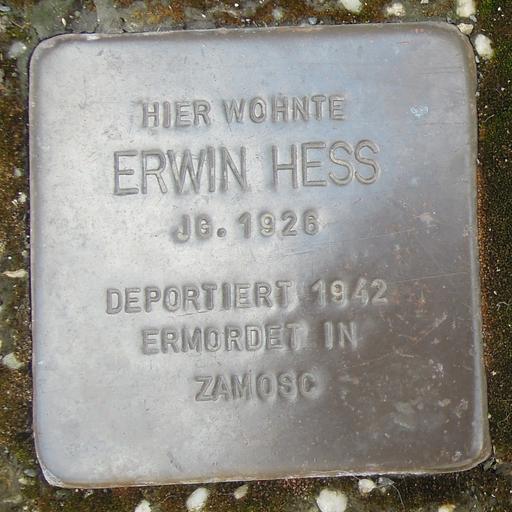 HIER WOHNTE
ERWIN HESS
JG. 1926
DEPORTIERT 1942
ERMORDET IN
ZAMOSC